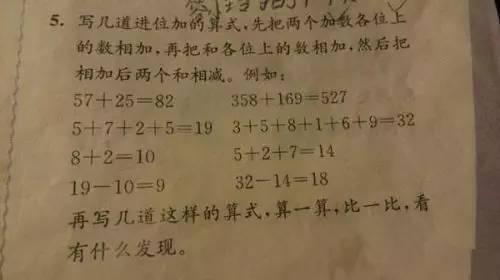 5. 写几道进位加的算式,先把两个加数各位上
的数相加,再把和各位上的数相加,然后把
相加后两个和相减。例如:
57+25=82 358+169=527
5+7+2+5=19 3+5+8+1+6+9=32
8+2=10 5+2+7=14
19-10=9 32-14=18
再写几道这样的算式,算一算,比一比,看
有什么发现。